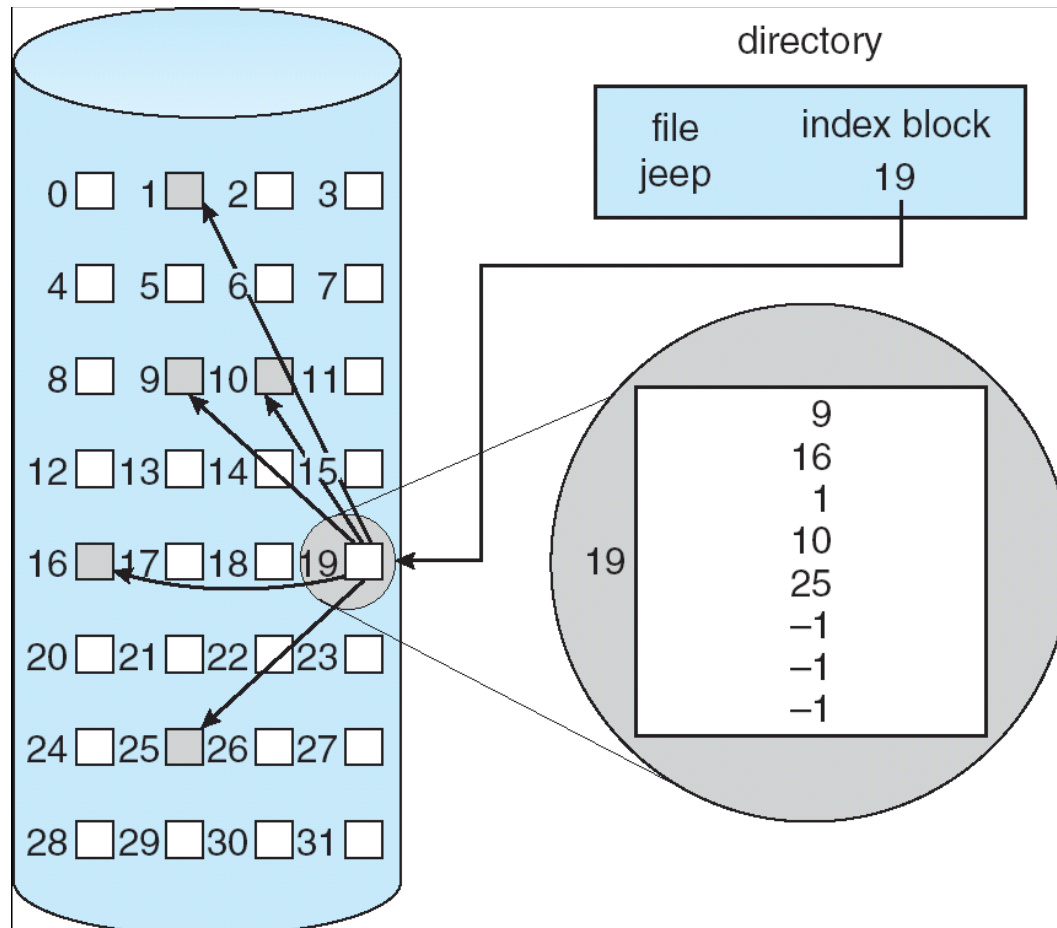 directory
file index block
jeep 19
0 1 2 3
4 5 6 7
8 9 10 11
12 13 14 15
16 17 18 19
20 21 22 23
24 25 26 27
28 29 30 31
19
9
16
1
10
25
–1
–1
–1